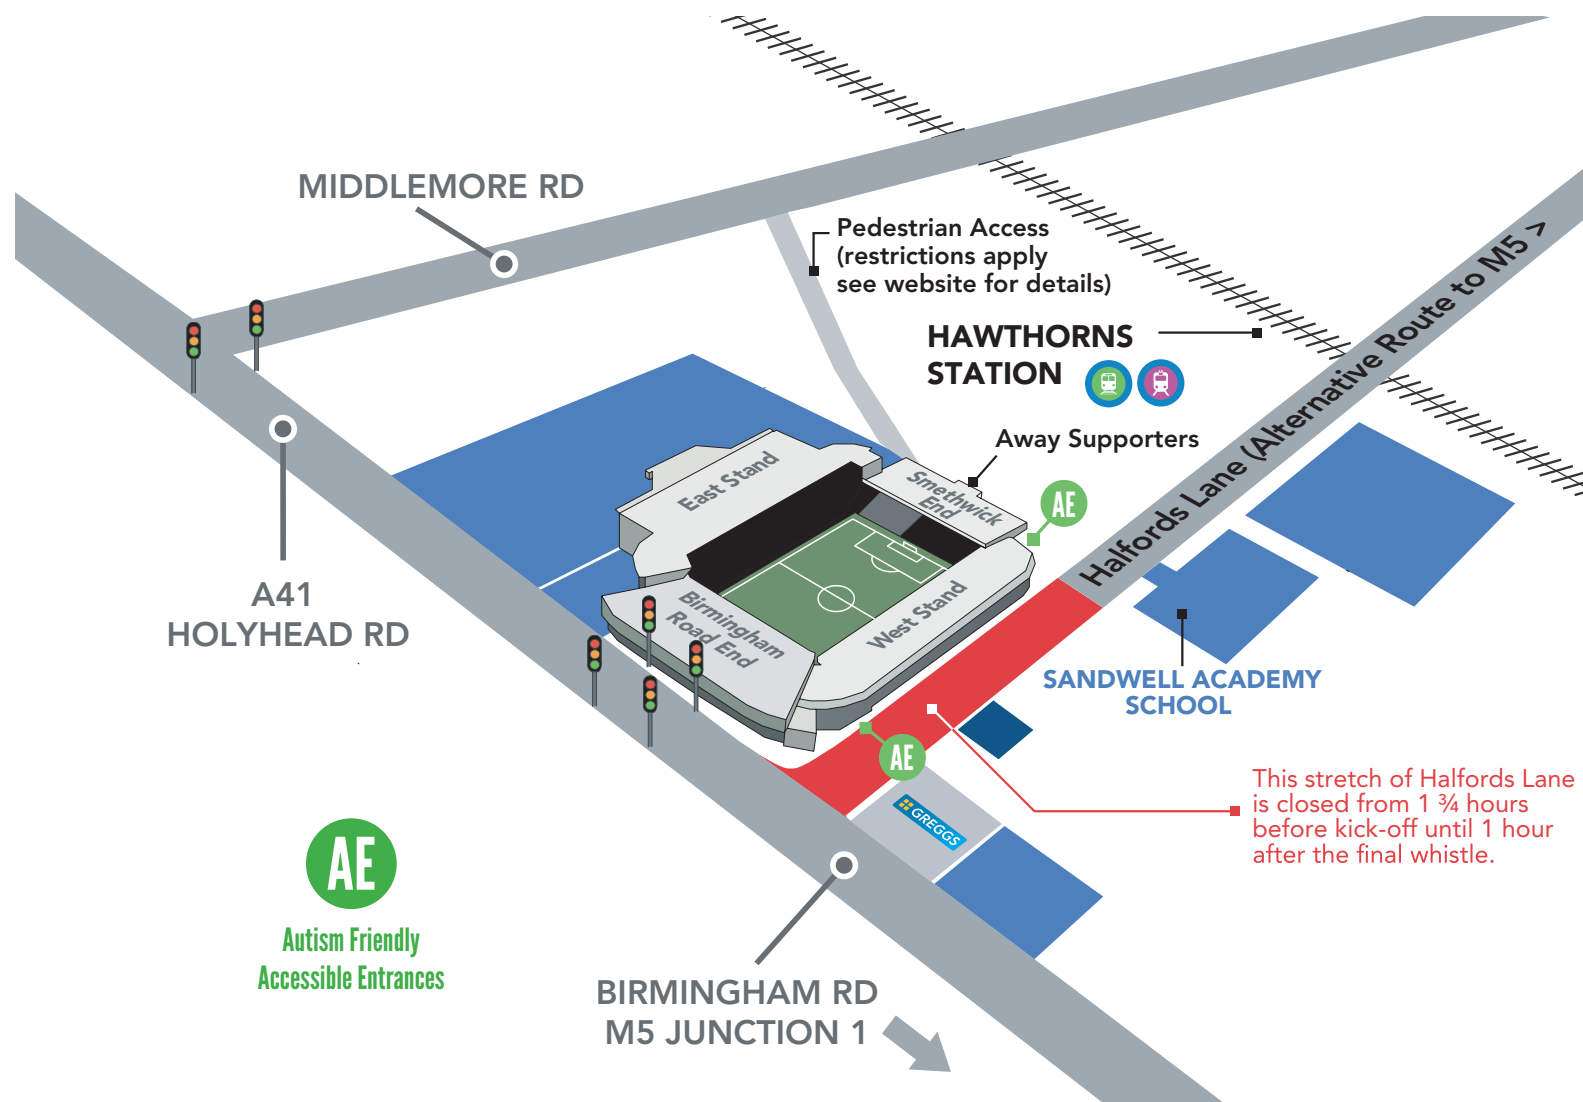 MIDDLEMORE RD
Pedestrian Access
(restrictions apply
see website for details)
HAWTHORNS
STATION
Away Supporters
Halfords Lane (Alternative Route to M5 >
East Stand
Smethwick
End
AE
West Stand
Birmingham
Road End
A41
HOLYHEAD RD
SANDWELL ACADEMY
SCHOOL
AE
This stretch of Halfords Lane
is closed from 1 ¾ hours
before kick-off until 1 hour
after the final whistle.
GREGGS
AE
Autism Friendly
Accessible Entrances
BIRMINGHAM RD
M5 JUNCTION 1